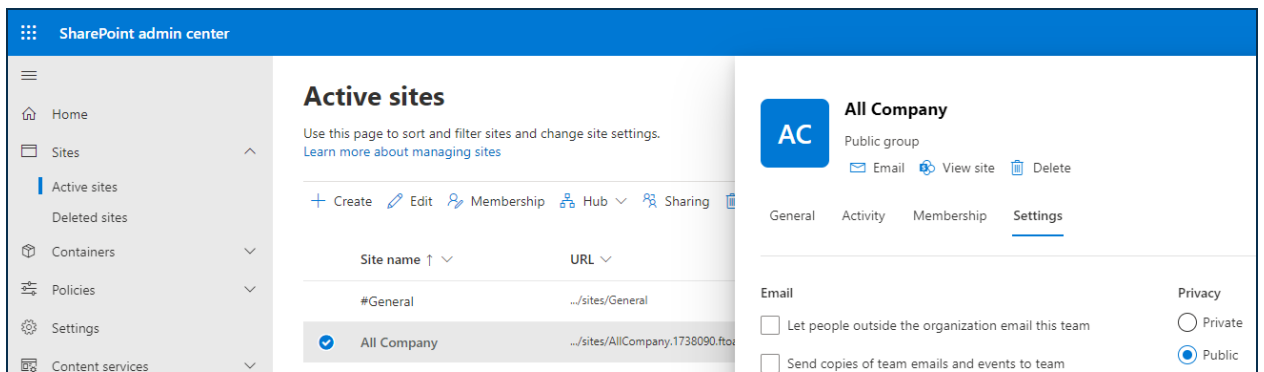 SharePoint admin center
Home
Sites
Active sites
Deleted sites
Containers
Policies
Settings
Content services
Active sites
Use this page to sort and filter sites and change site settings.
Learn more about managing sites
Create Edit Membership Hub Sharing
Site name ↑ URL
#General .../sites/General
All Company .../sites/AllCompany.1738090.ftoa
AC
All Company
Public group
Email View site Delete
General Activity Membership Settings
Email
Let people outside the organization email this team
Send copies of team emails and events to team
Privacy
Private
Public